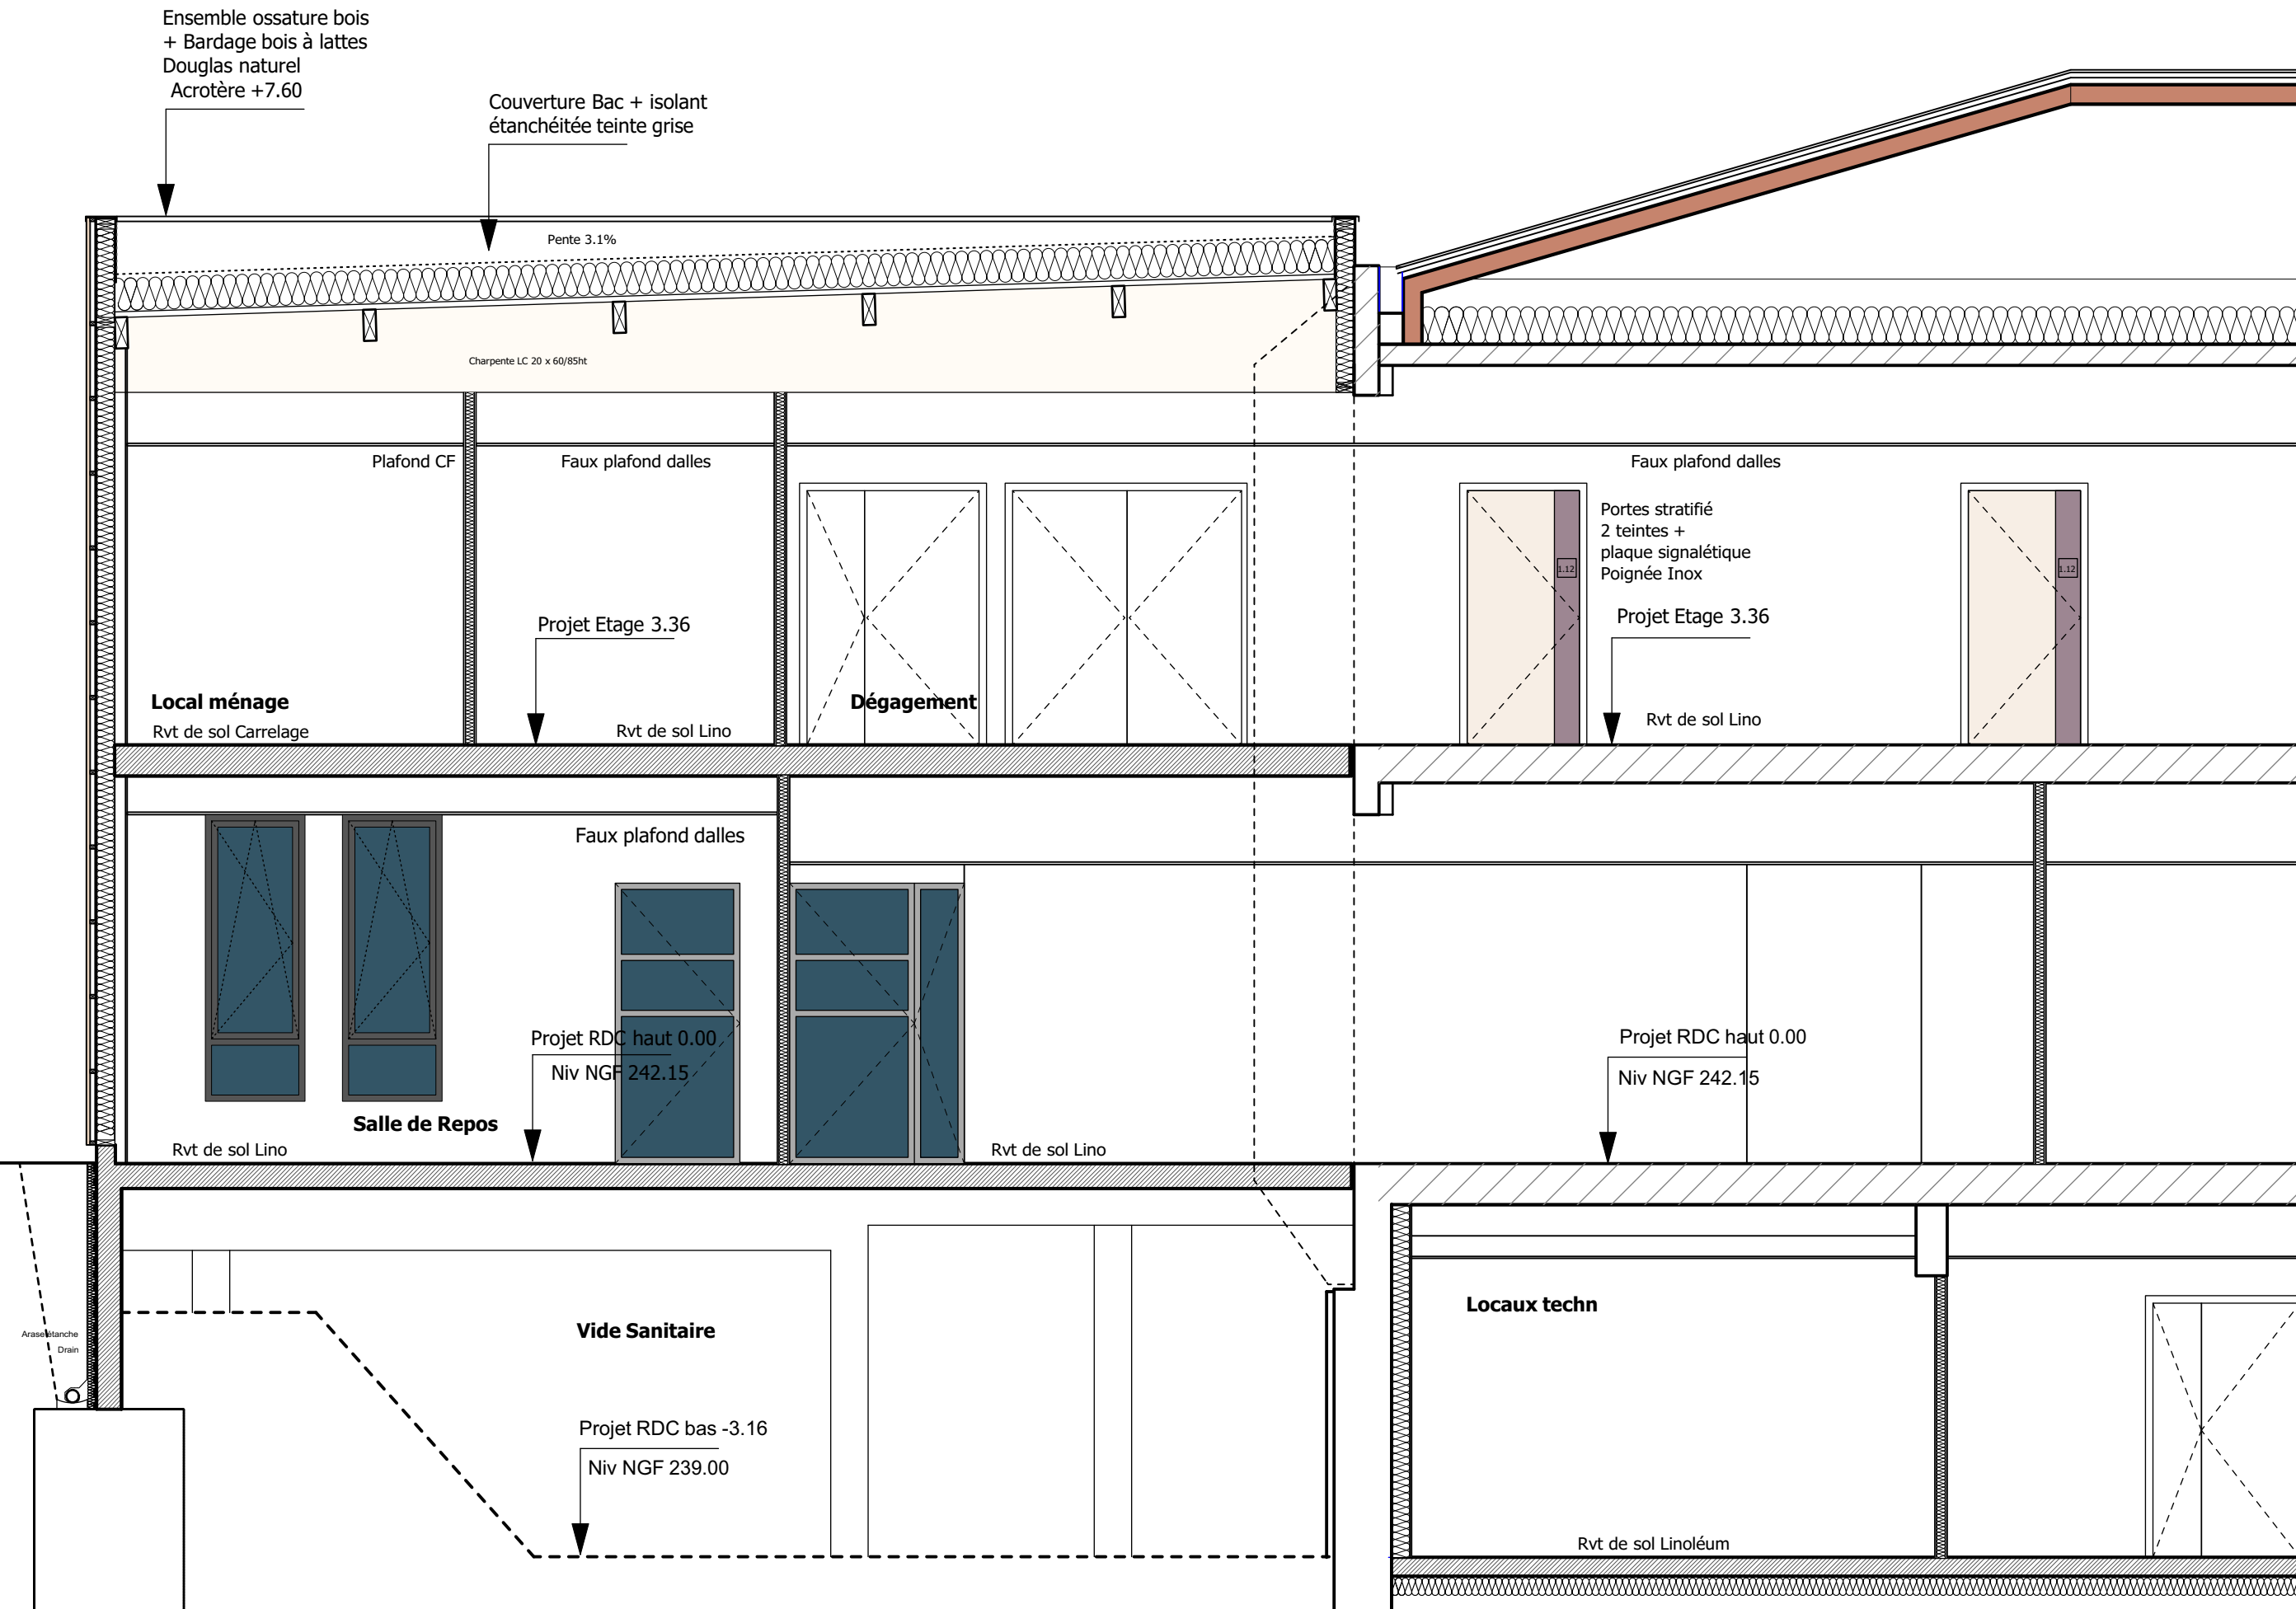 Ensemble ossature bois
+ Bardage bois à lattes
Douglas naturel
Acrotère +7.60
Couverture Bac + isolant
étanchéitée teinte grise
Pente 3.1%
Charpente LC 20 x 60/85ht
Plafond CF
Faux plafond dalles
Faux plafond dalles
Portes stratifié
2 teintes +
plaque signalétique
Poignée Inox
1.12
1.12
Projet Etage 3.36
Projet Etage 3.36
Local ménage
Rvt de sol Carrelage
Rvt de sol Lino
Dégagement
Rvt de sol Lino
Faux plafond dalles
Projet RDC haut 0.00
Niv NGF 242.15
Projet RDC haut 0.00
Niv NGF 242.15
Salle de Repos
Rvt de sol Lino
Rvt de sol Lino
Arase étanche
Drain
Vide Sanitaire
Locaux techn
Projet RDC bas -3.16
Niv NGF 239.00
Rvt de sol Linoléum